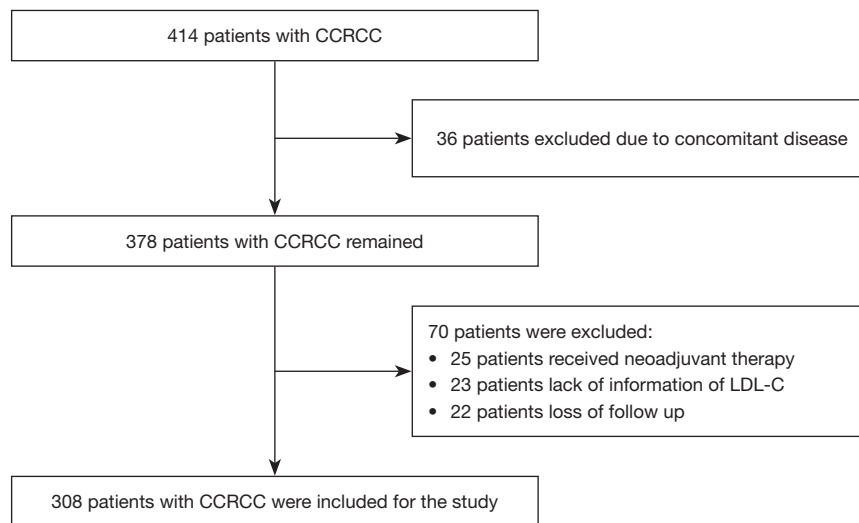 414 patients with CCRCC
36 patients excluded due to concomitant disease
378 patients with CCRCC remained
70 patients were excluded:
• 25 patients received neoadjuvant therapy
• 23 patients lack of information of LDL-C
• 22 patients loss of follow up
308 patients with CCRCC were included for the study